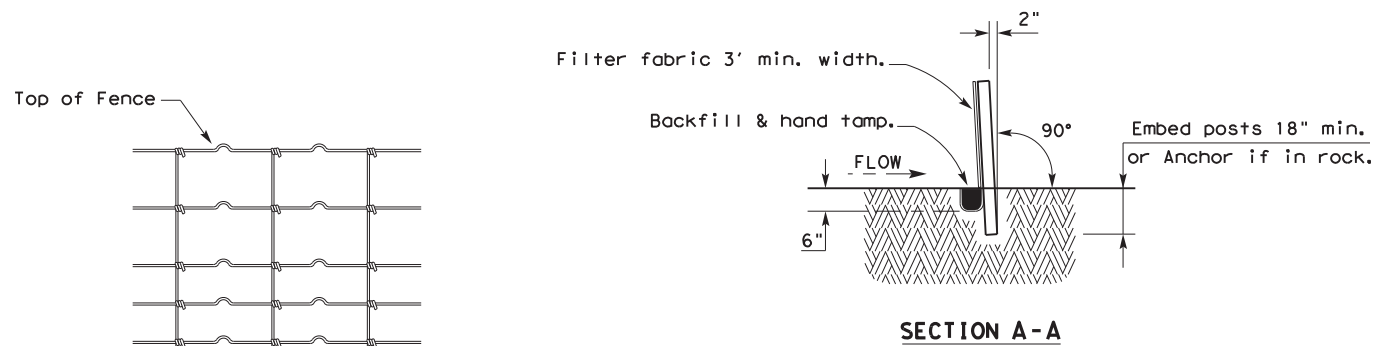 Top of Fence
2"
Filter fabric 3' min. width.
Backfill & hand tamp.
90°
Embed posts 18" min.
or Anchor if in rock.
FLOW
6"
SECTION A-A